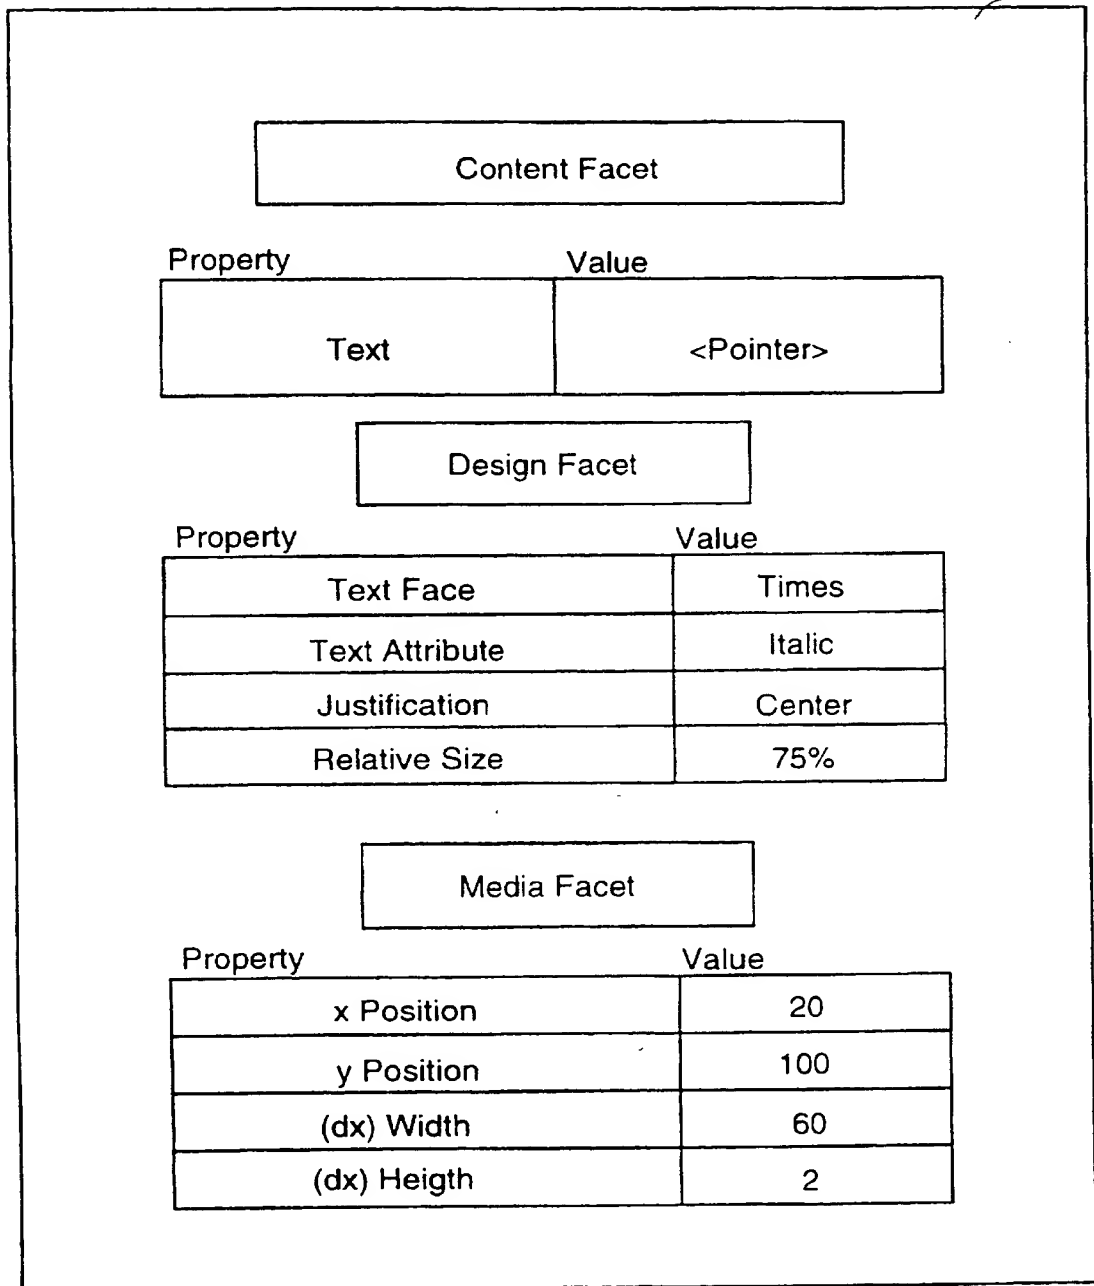 Content Facet
Property Value
Text <Pointer>
Design Facet
Property Value
Text Face Times
Text Attribute Italic
Justification Center
Relative Size 75%
Media Facet
Property Value
x Position 20
y Position 100
(dx) Width 60
(dx) Heigth 2